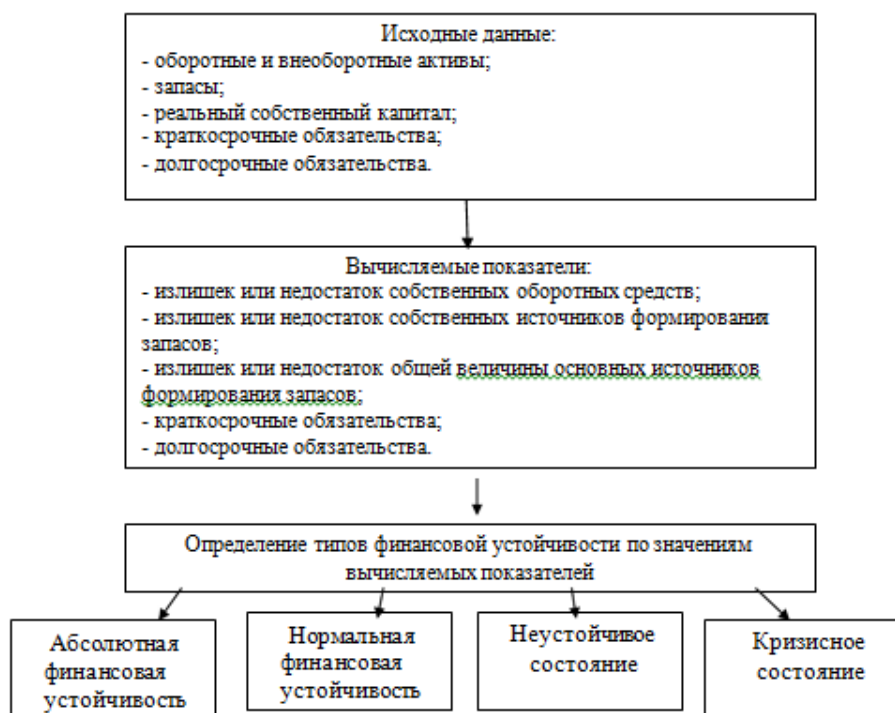 Исходные данные:
- оборотные и внеоборотные активы;
- запасы;
- реальный собственный капитал;
- краткосрочные обязательства;
- долгосрочные обязательства.
Вычисляемые показатели:
- излишек или недостаток собственных оборотных средств;
- излишек или недостаток собственных источников формирования
запасов;
- излишек или недостаток общей величины основных источников
формирования запасов;
- краткосрочные обязательства;
- долгосрочные обязательства.
Определение типов финансовой устойчивости по значениям
вычисляемых показателей
Абсолютная
финансовая
устойчивость
Нормальная
финансовая
устойчивость
Неустойчивое
состояние
Кризисное
состояние